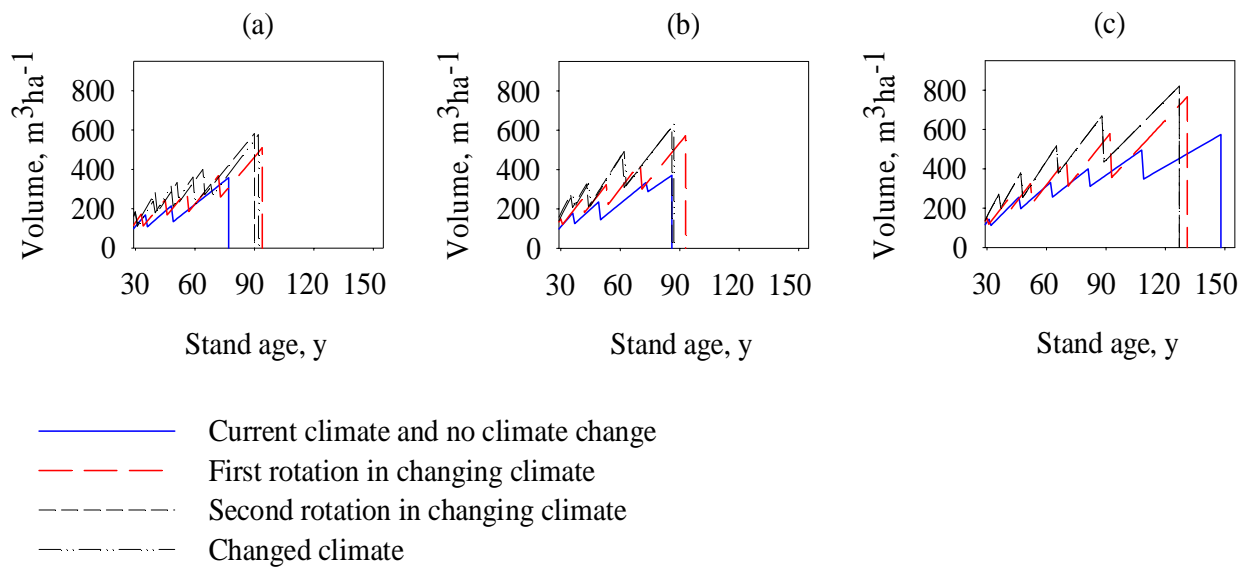 (a) (b) (c)
Volume, m³ha⁻¹
800
600
400
200
0
30 60 90 120 150
Stand age, y
Volume, m³ha⁻¹
800
600
400
200
0
30 60 90 120 150
Stand age, y
Volume, m³ha⁻¹
800
600
400
200
0
30 60 90 120 150
Stand age, y
Current climate and no climate change
First rotation in changing climate
Second rotation in changing climate
Changed climate